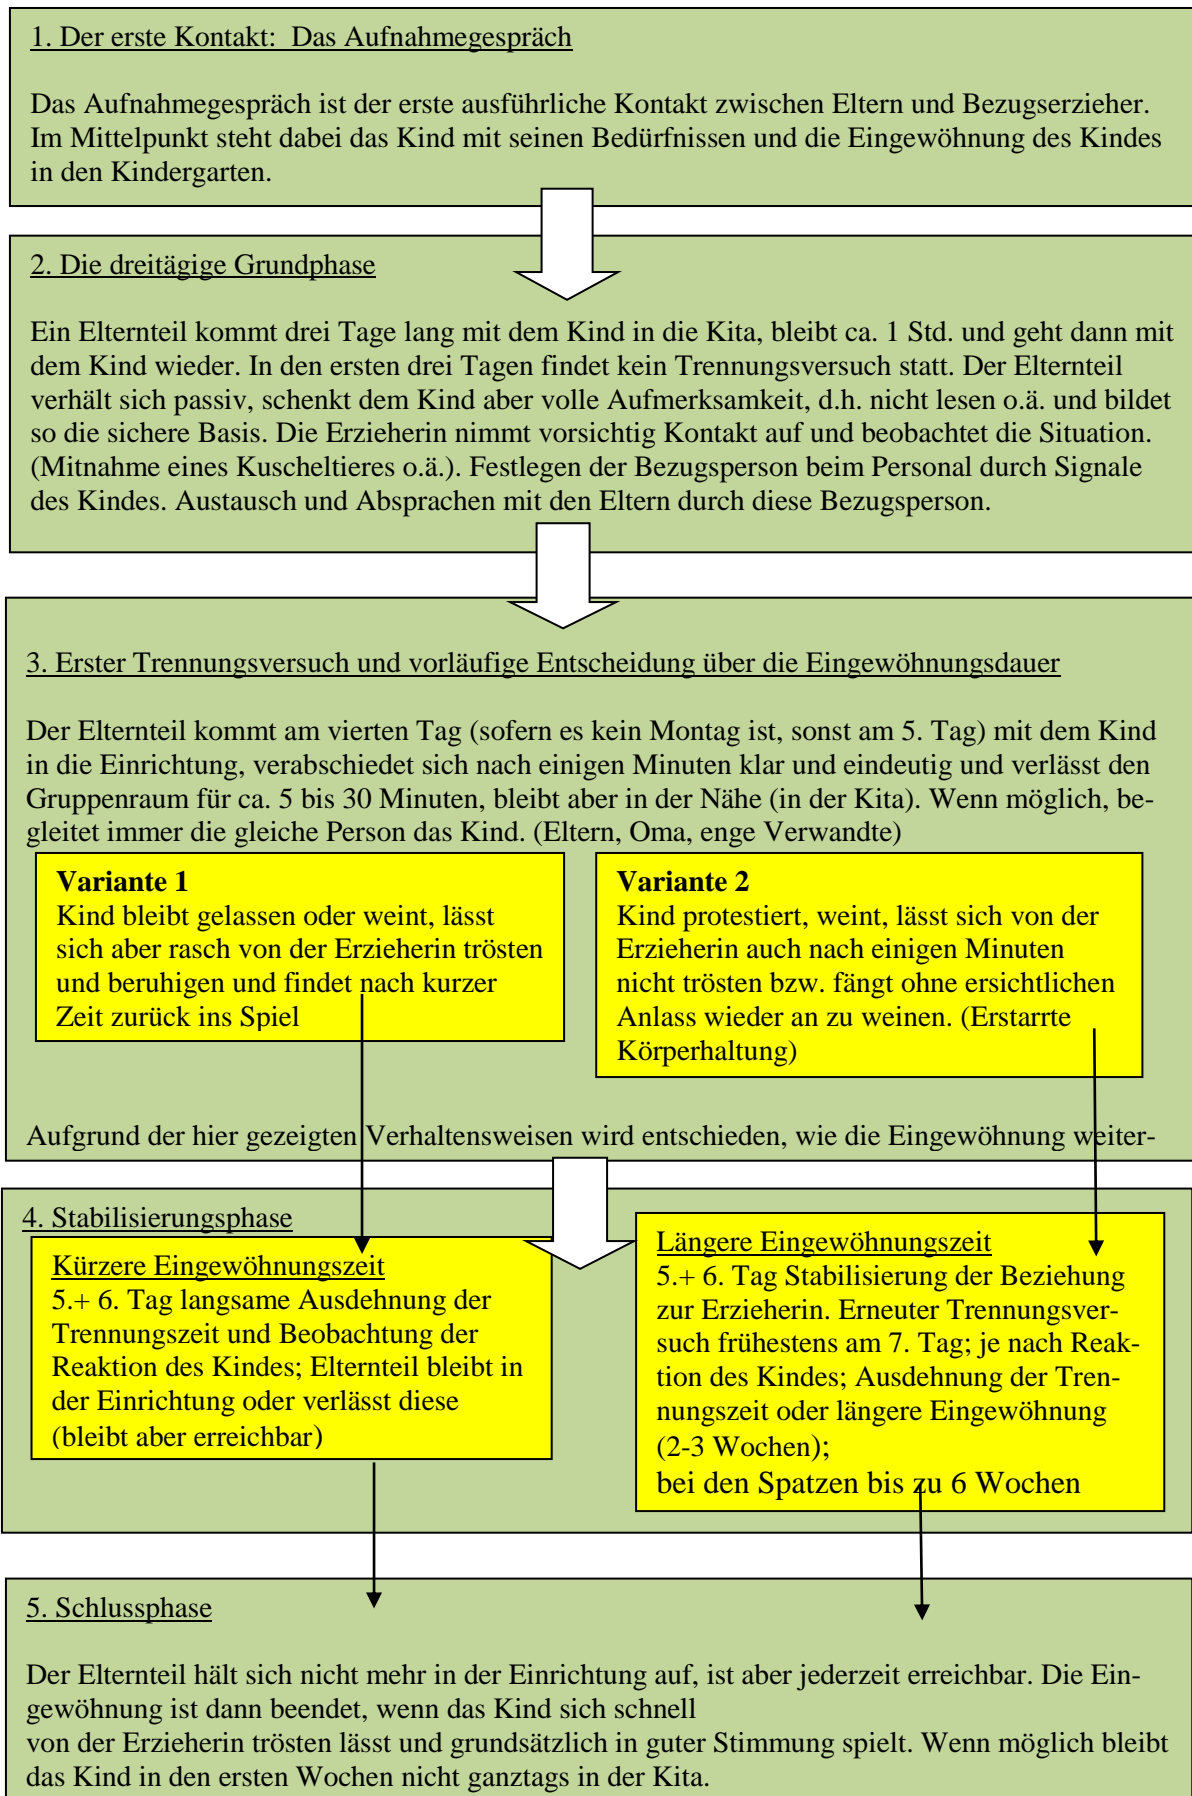 1. Der erste Kontakt:  Das Aufnahmegespräch
Das Aufnahmegespräch ist der erste ausführliche Kontakt zwischen Eltern und Bezugserzieher.
Im Mittelpunkt steht dabei das Kind mit seinen Bedürfnissen und die Eingewöhnung des Kindes
in den Kindergarten.
2. Die dreitägige Grundphase
Ein Elternteil kommt drei Tage lang mit dem Kind in die Kita, bleibt ca. 1 Std. und geht dann mit
dem Kind wieder. In den ersten drei Tagen findet kein Trennungsversuch statt. Der Elternteil
verhält sich passiv, schenkt dem Kind aber volle Aufmerksamkeit, d.h. nicht lesen o.ä. und bildet
so die sichere Basis. Die Erzieherin nimmt vorsichtig Kontakt auf und beobachtet die Situation.
(Mitnahme eines Kuscheltieres o.ä.). Festlegen der Bezugsperson beim Personal durch Signale
des Kindes. Austausch und Absprachen mit den Eltern durch diese Bezugsperson.
3. Erster Trennungsversuch und vorläufige Entscheidung über die Eingewöhnungsdauer
Der Elternteil kommt am vierten Tag (sofern es kein Montag ist, sonst am 5. Tag) mit dem Kind
in die Einrichtung, verabschiedet sich nach einigen Minuten klar und eindeutig und verlässt den
Gruppenraum für ca. 5 bis 30 Minuten, bleibt aber in der Nähe (in der Kita). Wenn möglich, be-
gleitet immer die gleiche Person das Kind. (Eltern, Oma, enge Verwandte)
Variante 1
Kind bleibt gelassen oder weint, lässt
sich aber rasch von der Erzieherin trösten
und beruhigen und findet nach kurzer
Zeit zurück ins Spiel
Variante 2
Kind protestiert, weint, lässt sich von der
Erzieherin auch nach einigen Minuten
nicht trösten bzw. fängt ohne ersichtlichen
Anlass wieder an zu weinen. (Erstarrte
Körperhaltung)
Aufgrund der hier gezeigten Verhaltensweisen wird entschieden, wie die Eingewöhnung weiter-
4. Stabilisierungsphase
Kürzere Eingewöhnungszeit
5.+ 6. Tag langsame Ausdehnung der
Trennungszeit und Beobachtung der
Reaktion des Kindes; Elternteil bleibt in
der Einrichtung oder verlässt diese
(bleibt aber erreichbar)
Längere Eingewöhnungszeit
5.+ 6. Tag Stabilisierung der Beziehung
zur Erzieherin. Erneuter Trennungsver-
such frühestens am 7. Tag; je nach Reak-
tion des Kindes; Ausdehnung der Tren-
nungszeit oder längere Eingewöhnung
(2-3 Wochen);
bei den Spatzen bis zu 6 Wochen
5. Schlussphase
Der Elternteil hält sich nicht mehr in der Einrichtung auf, ist aber jederzeit erreichbar. Die Ein-
gewöhnung ist dann beendet, wenn das Kind sich schnell
von der Erzieherin trösten lässt und grundsätzlich in guter Stimmung spielt. Wenn möglich bleibt
das Kind in den ersten Wochen nicht ganztags in der Kita.